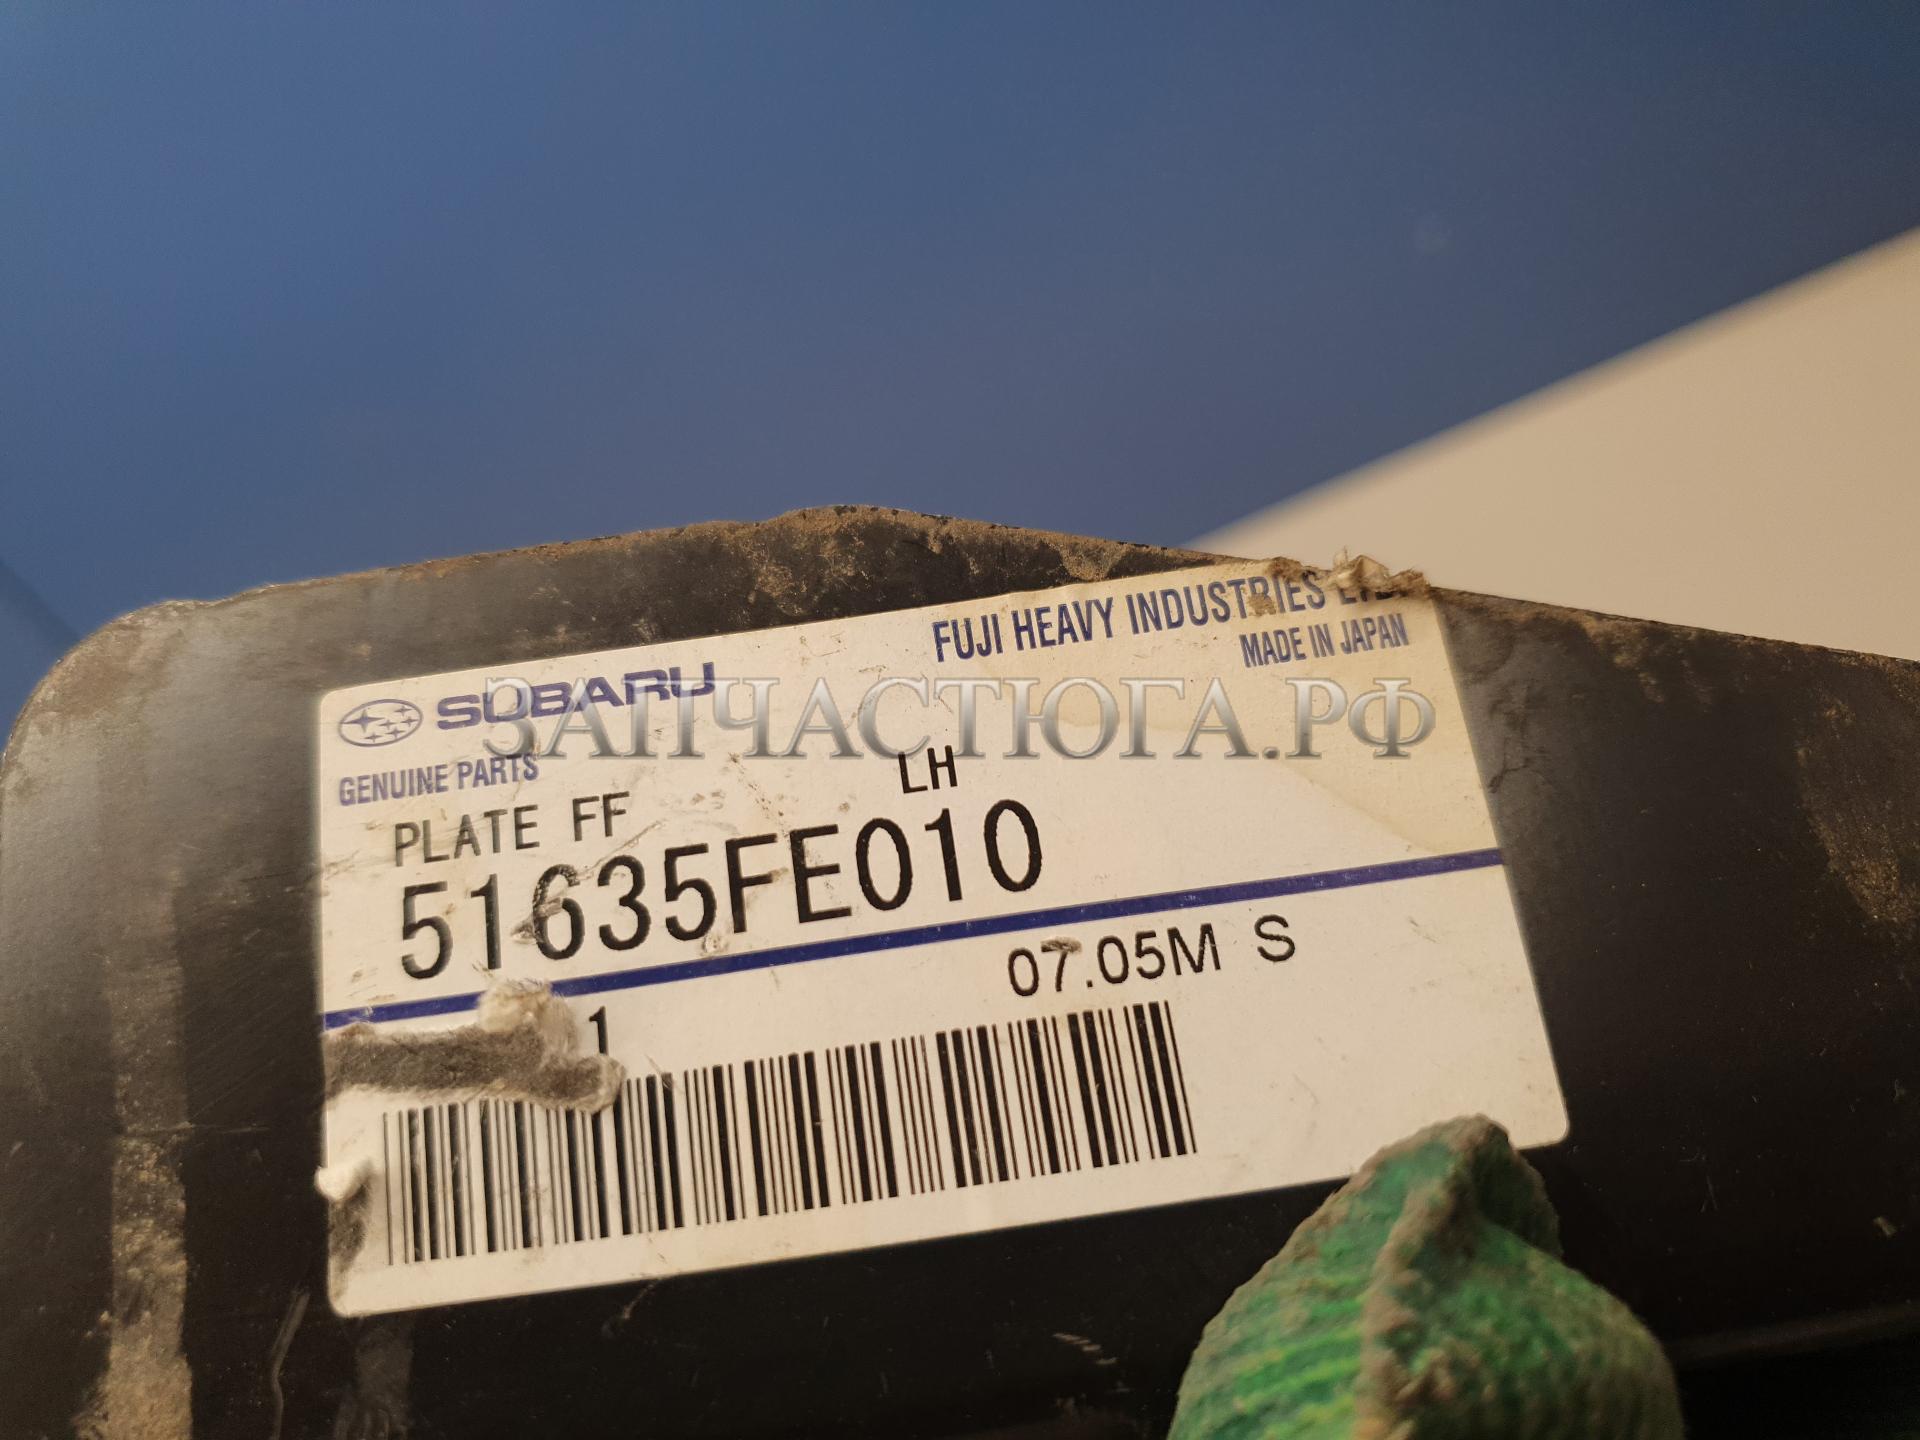 FUJI HEAVY INDUSTRIES LTD.
MADE IN JAPAN
SUBARU
ЗАПЧАСТЮГА.РФ
GENUINE PARTS
PLATE FF LH
51635FE010
1 07.05M S